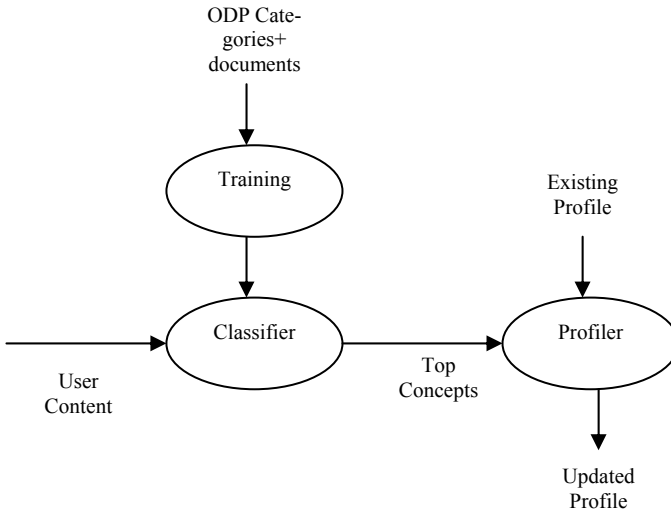 ODP Cate-
gories+
documents
Training
Existing
Profile
Classifier
Profiler
User
Content
Top
Concepts
Updated
Profile